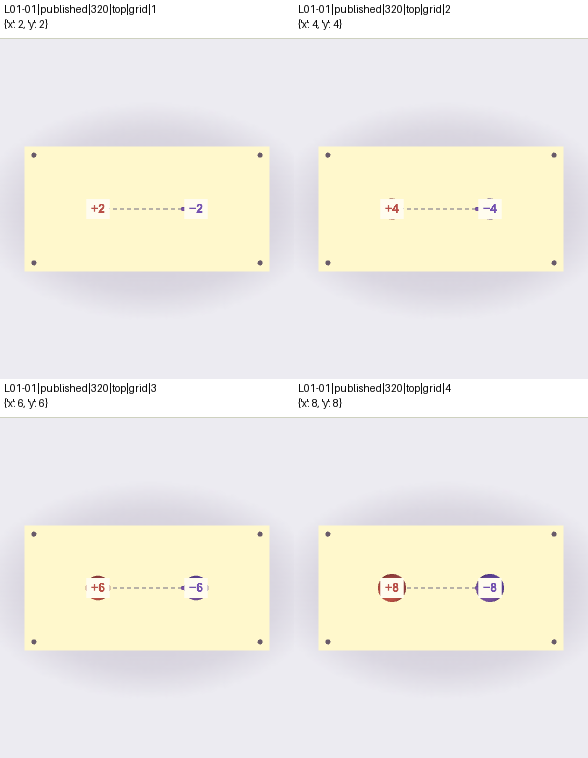 L01-01|published|320|top|grid|1
{'x': 2, 'y': 2}
+2 −2
L01-01|published|320|top|grid|2
{'x': 4, 'y': 4}
+4 −4
L01-01|published|320|top|grid|3
{'x': 6, 'y': 6}
+6 −6
L01-01|published|320|top|grid|4
{'x': 8, 'y': 8}
+8 −8